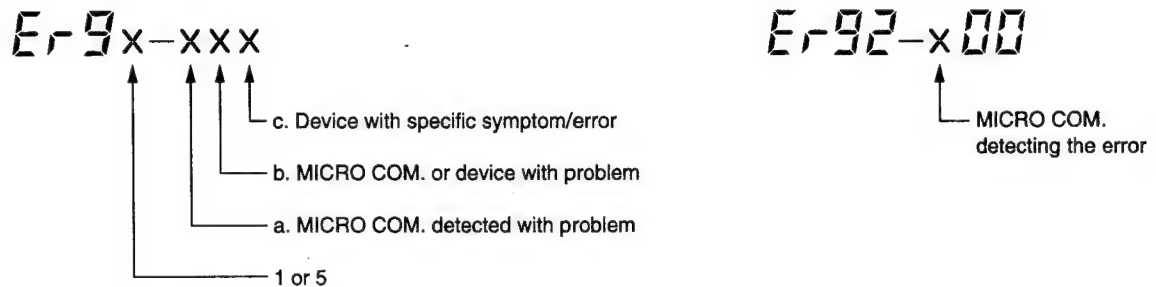 Er9x-xxx
c. Device with specific symptom/error
b. MICRO COM. or device with problem
a. MICRO COM. detected with problem
1 or 5
Er92-x00
MICRO COM.
detecting the error